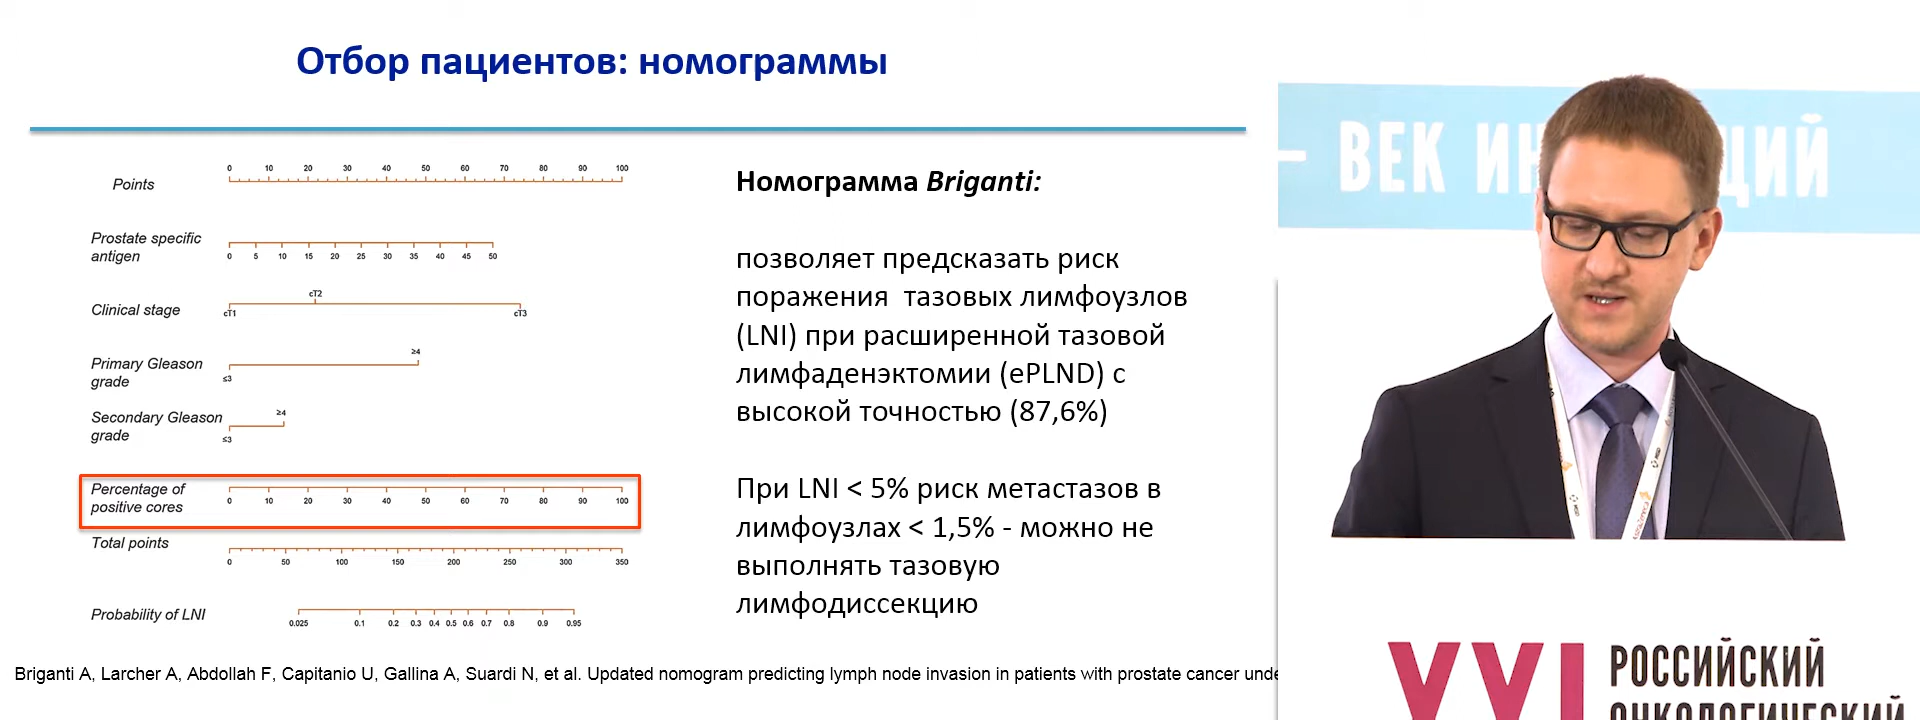 Отбор пациентов: номограммы
Points
0 10 20 30 40 50 60 70 80 90 100
Prostate specific
antigen
0 5 10 15 20 25 30 35 40 45 50
Clinical stage
cT2
cT1 cT3
Primary Gleason
grade
≥4
≤3
Secondary Gleason
grade
≥4
≤3
Percentage of
positive cores
0 10 20 30 40 50 60 70 80 90 100
Total points
0 50 100 150 200 250 300 350
Probability of LNI
0.025 0.1 0.2 0.3 0.4 0.5 0.6 0.7 0.8 0.9 0.95
Номограмма Briganti:
позволяет предсказать риск
поражения тазовых лимфоузлов
(LNI) при расширенной тазовой
лимфаденэктомии (ePLND) с
высокой точностью (87,6%)
При LNI < 5% риск метастазов в
лимфоузлах < 1,5% - можно не
выполнять тазовую
лимфодиссекцию
Briganti A, Larcher A, Abdollah F, Capitanio U, Gallina A, Suardi N, et al. Updated nomogram predicting lymph node invasion in patients with prostate cancer unde
– ВЕК ИН ЦИЙ
XXI
РОССИЙСКИЙ
ОНКОЛОГИЧЕСКИЙ